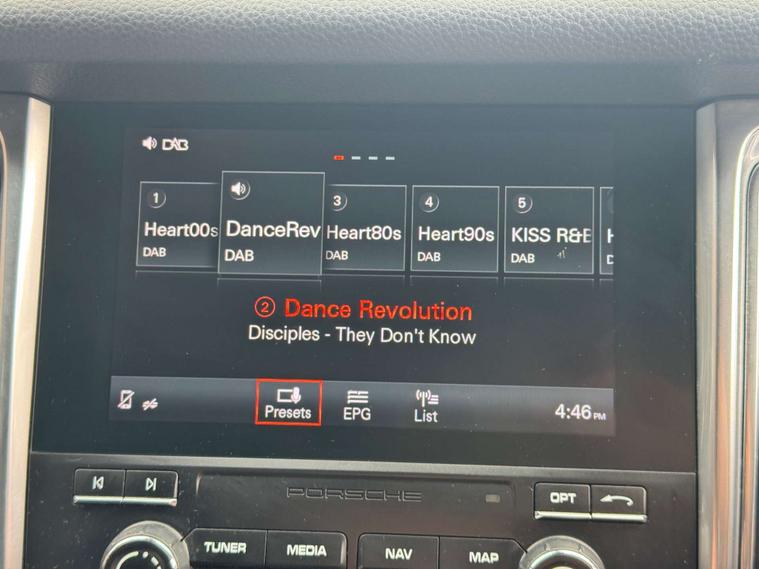 DAB
1
Heart00s
DAB
DanceRev
DAB
3
Heart80s
DAB
4
Heart90s
DAB
5
KISS R&B
DAB
H
2 Dance Revolution
Disciples - They Don't Know
Presets
EPG
List
4:46 PM
PORSCHE
OPT
TUNER
MEDIA
NAV
MAP